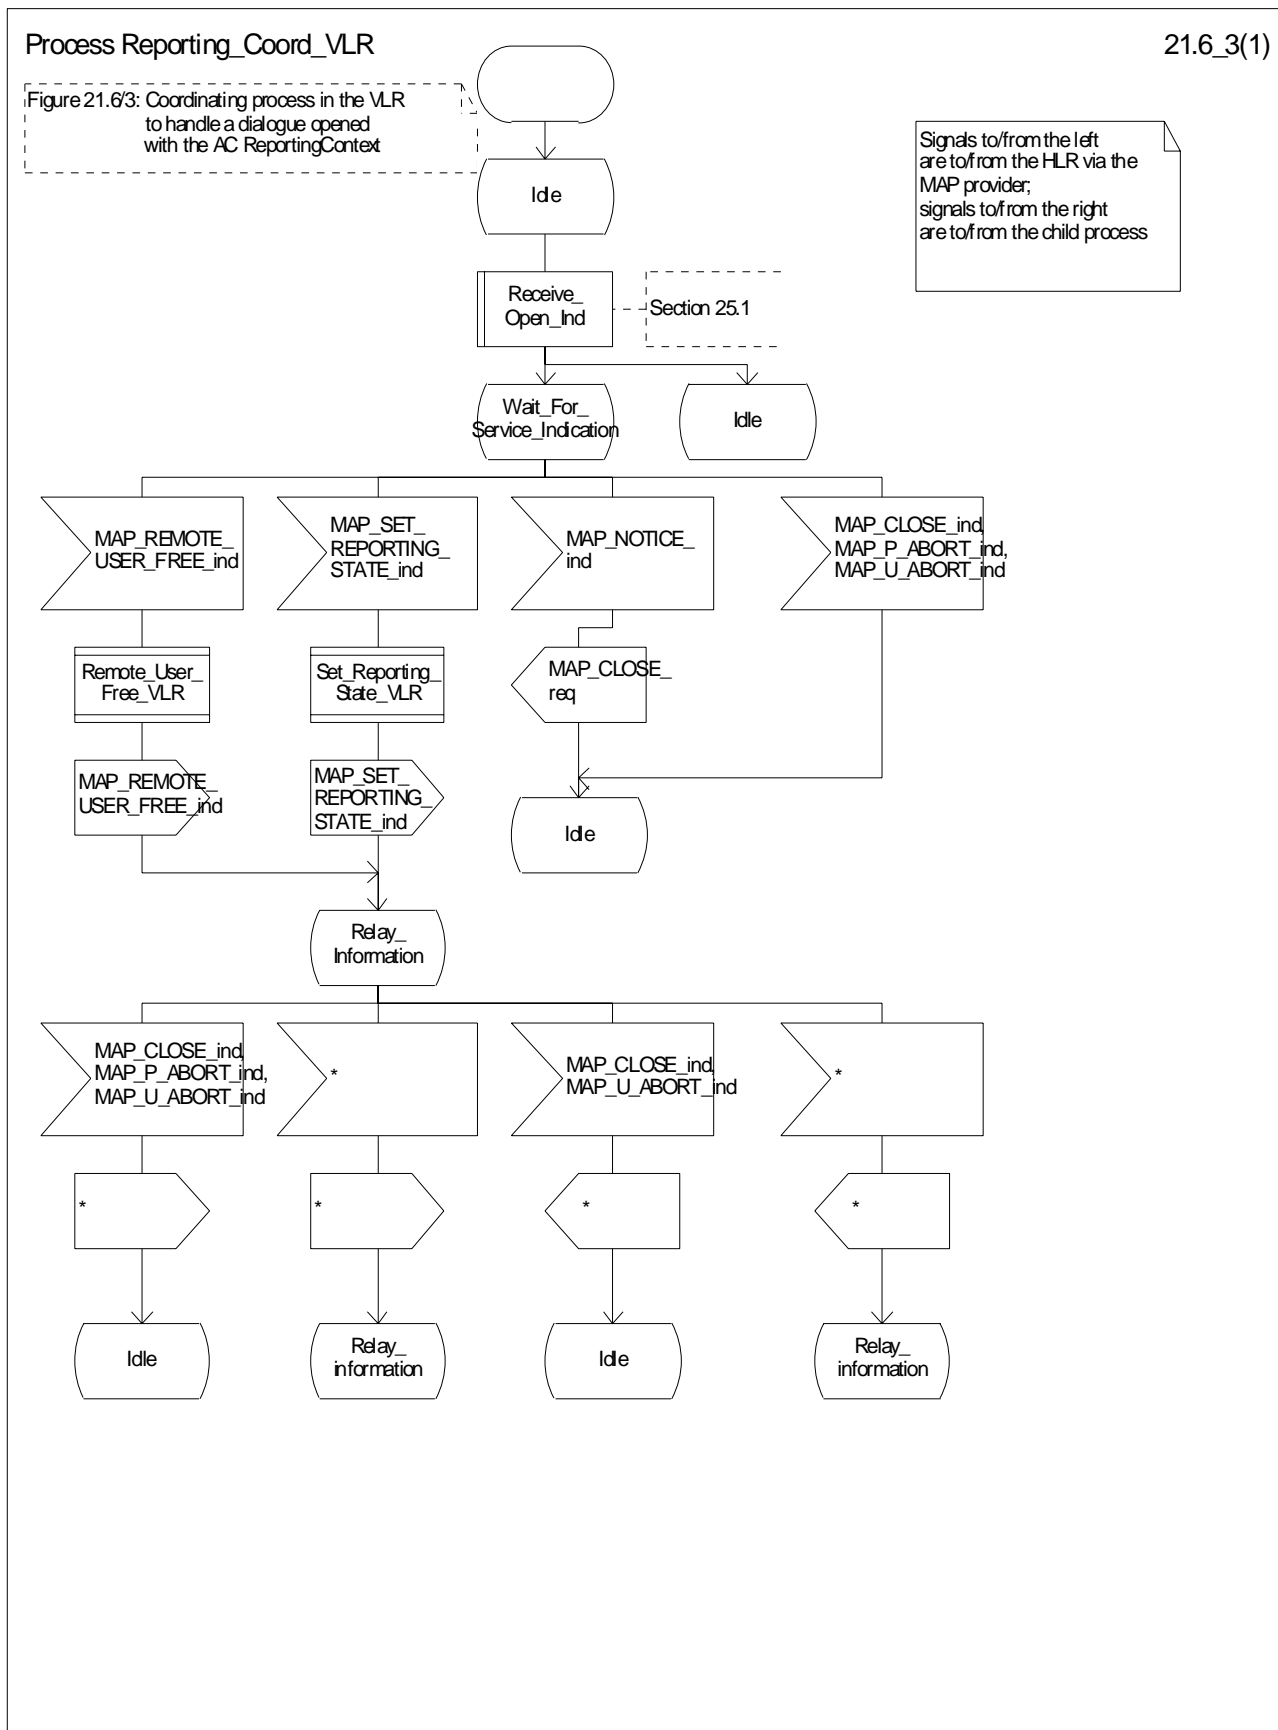 Process Reporting_Coord_VLR
21.6_3(1)
Figure 21.6/3: Coordinating process in the VLR
to handle a dialogue opened
with the AC ReportingContext
Signals to/from the left
are to/from the HLR via the
MAP provider;
signals to/from the right
are to/from the child process
Idle
Receive_
Open_Ind
Section 25.1
Wait_For_
Service_Indication
Idle
MAP_REMOTE_
USER_FREE_ind
MAP_SET_
REPORTING_
STATE_ind
MAP_NOTICE_
ind
MAP_CLOSE_ind,
MAP_P_ABORT_ind,
MAP_U_ABORT_ind
Remote_User_
Free_VLR
Set_Reporting_
State_VLR
MAP_CLOSE_
req
MAP_REMOTE_
USER_FREE_ind
MAP_SET_
REPORTING_
STATE_ind
Idle
Relay_
Information
MAP_CLOSE_ind,
MAP_P_ABORT_ind,
MAP_U_ABORT_ind
*
MAP_CLOSE_ind,
MAP_U_ABORT_ind
*
*
*
*
*
Idle
Relay_
information
Idle
Relay_
information